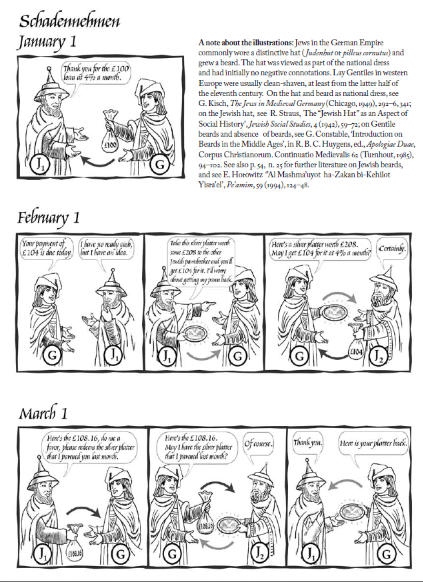 Schadennehmen
January 1
Thank you for the £100
loan at 4% a month.
£100
J₁
G
A note about the illustrations: Jews in the German Empire
commonly wore a distinctive hat (Judenhut or pilleus cornutus) and
grew a beard. The hat was viewed as part of the national dress
and had initially no negative connotations. Lay Gentiles in western
Europe were usually clean-shaven, at least from the latter half of
the eleventh century. On the hat and beard as national dress, see
G. Kisch, The Jews in Medieval Germany (Chicago, 1949), 292–6, 341;
on the Jewish hat, see R. Straus, The "Jewish Hat" as an Aspect of
Social History', Jewish Social Studies, 4 (1942), 59–72; on Gentile
beards and absence of beards, see G. Constable, 'Introduction on
Beards in the Middle Ages', in R. B. C. Huygens, ed., Apologiae Duae,
Corpus Christianorum. Continuatio Medievalis 62 (Turnhout, 1985),
94–102. See also p. 54, n. 25 for further literature on Jewish beards,
and see E. Horowitz "Al Mashma'uyot ha-Zakan bi-Kehilot
Yisra'el', Pe'amim, 59 (1994), 124–48.
February 1
Your payment of
£104 is due today.
I have no ready cash,
but I have an idea.
G
J₁
Take this silver platter worth
some £208 to the other
Jewish pawnbroker and you'll
get £104 for it. I'd worry
about getting my pawn back.
J₁
G
Here's a silver platter worth £208.
May I get £104 for it at 4% a month?
Certainly.
£104
G
J₂
March 1
Here's the £108.16, do me a
favor, please redeem the silver platter
that I pawned you last month.
£108.16
J₁
G
Here's the £108.16.
May I have the silver platter
that I pawned last month?
Of course.
£108.16
G
J₂
Thank you.
Here is your platter back.
J₁
G